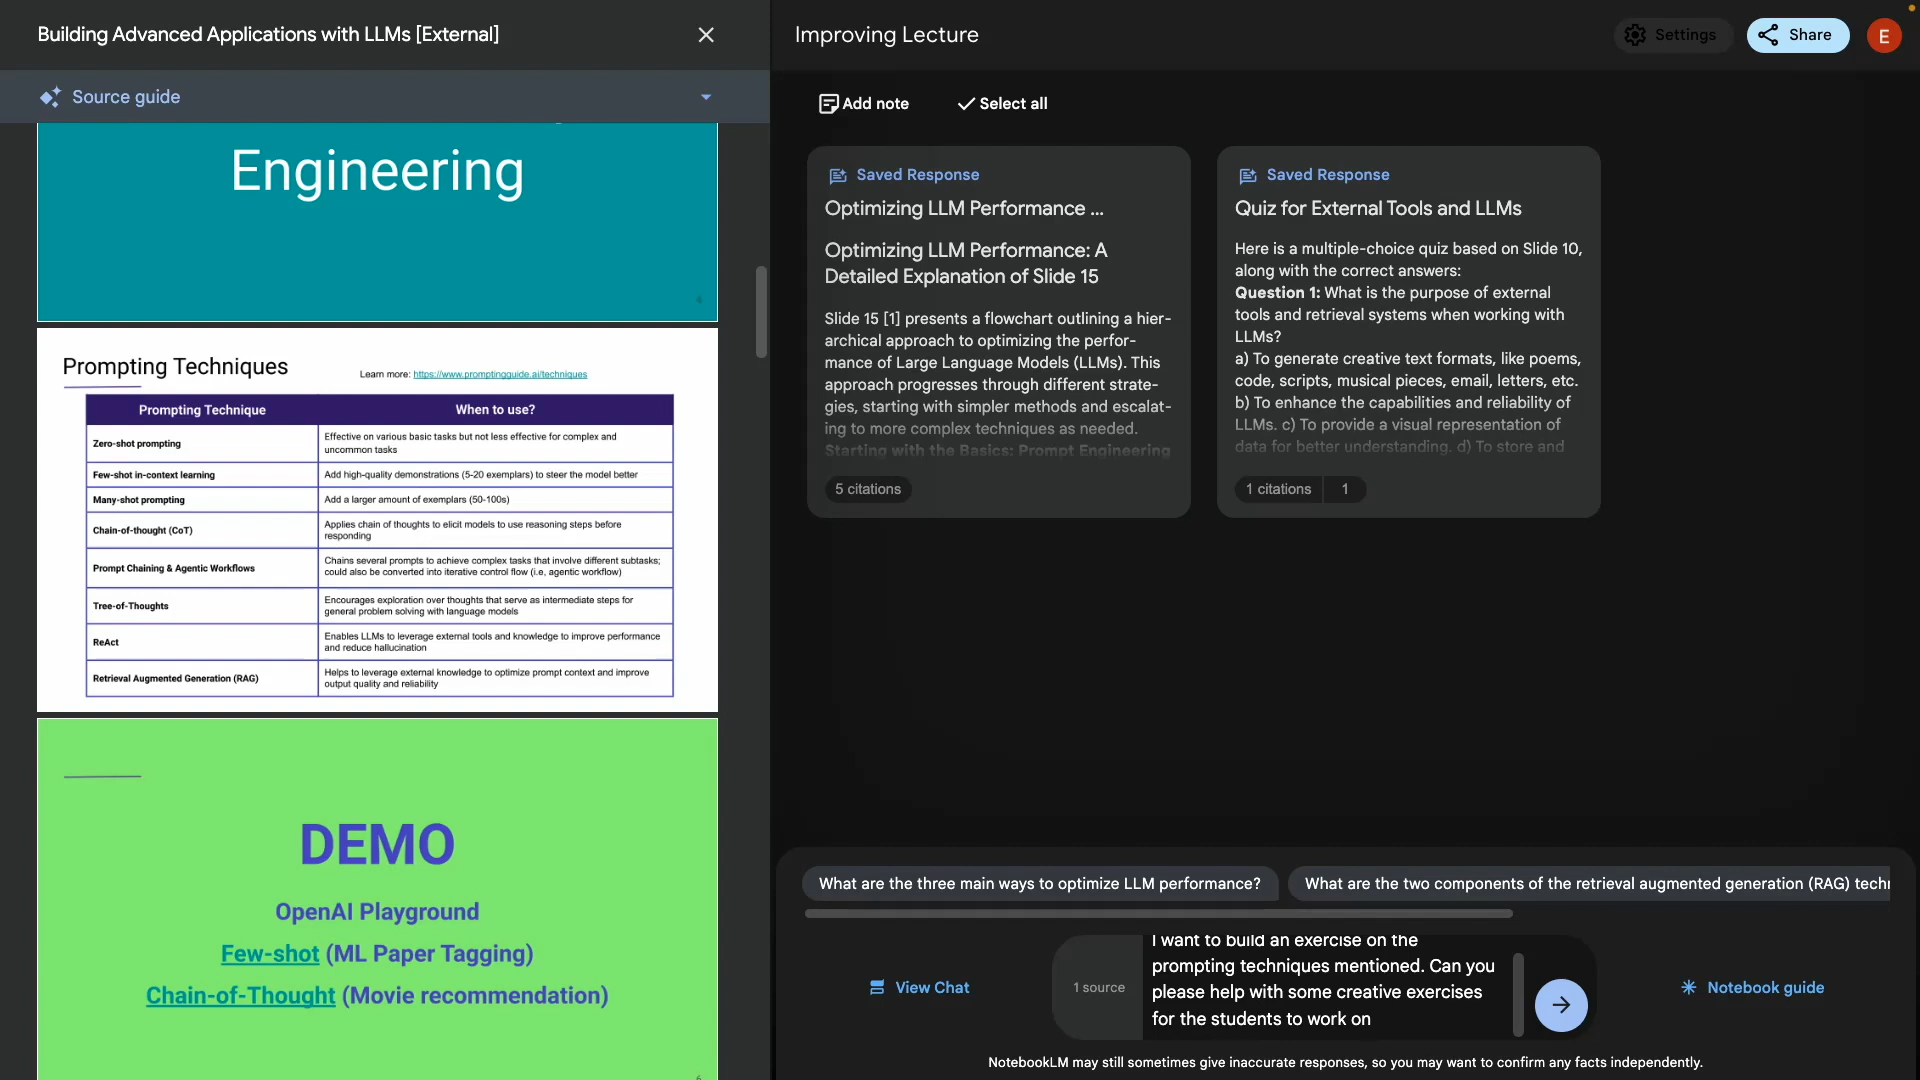 Building Advanced Applications with LLMs [External]
Source guide
Engineering
Prompting Techniques
Learn more: https://www.promptingguide.ai/techniques
Prompting Technique
When to use?
Zero-shot prompting
Effective on various basic tasks but not less effective for complex and
uncommon tasks
Few-shot in-context learning
Add high-quality demonstrations (5-20 exemplars) to steer the model better
Many-shot prompting
Add a larger amount of exemplars (50-100s)
Chain-of-thought (CoT)
Applies chain of thoughts to elicit models to use reasoning steps before
responding
Prompt Chaining & Agentic Workflows
Chains several prompts to achieve complex tasks that involve different subtasks;
could also be converted into iterative control flow (i.e, agentic workflow)
Tree-of-Thoughts
Encourages exploration over thoughts that serve as intermediate steps for
general problem solving with language models
ReAct
Enables LLMs to leverage external tools and knowledge to improve performance
and reduce hallucination
Retrieval Augmented Generation (RAG)
Helps to leverage external knowledge to optimize prompt context and improve
output quality and reliability
DEMO
OpenAI Playground
Few-shot (ML Paper Tagging)
Chain-of-Thought (Movie recommendation)
Improving Lecture
Settings
Share
E
Add note
Select all
Saved Response
Optimizing LLM Performance ...
Optimizing LLM Performance: A
Detailed Explanation of Slide 15
Slide 15 [1] presents a flowchart outlining a hier-
archical approach to optimizing the perfor-
mance of Large Language Models (LLMs). This
approach progresses through different strate-
gies, starting with simpler methods and escalat-
ing to more complex techniques as needed.
Starting with the Basics: Prompt Engineering
5 citations
Saved Response
Quiz for External Tools and LLMs
Here is a multiple-choice quiz based on Slide 10,
along with the correct answers:
Question 1: What is the purpose of external
tools and retrieval systems when working with
LLMs?
a) To generate creative text formats, like poems,
code, scripts, musical pieces, email, letters, etc.
b) To enhance the capabilities and reliability of
LLMs. c) To provide a visual representation of
data for better understanding. d) To store and
1 citations
1
What are the three main ways to optimize LLM performance?
What are the two components of the retrieval augmented generation (RAG)
View Chat
1 source
I want to build an exercise on the
prompting techniques mentioned. Can you
please help with some creative exercises
for the students to work on
Notebook guide
NotebookLM may still sometimes give inaccurate responses, so you may want to confirm any facts independently.